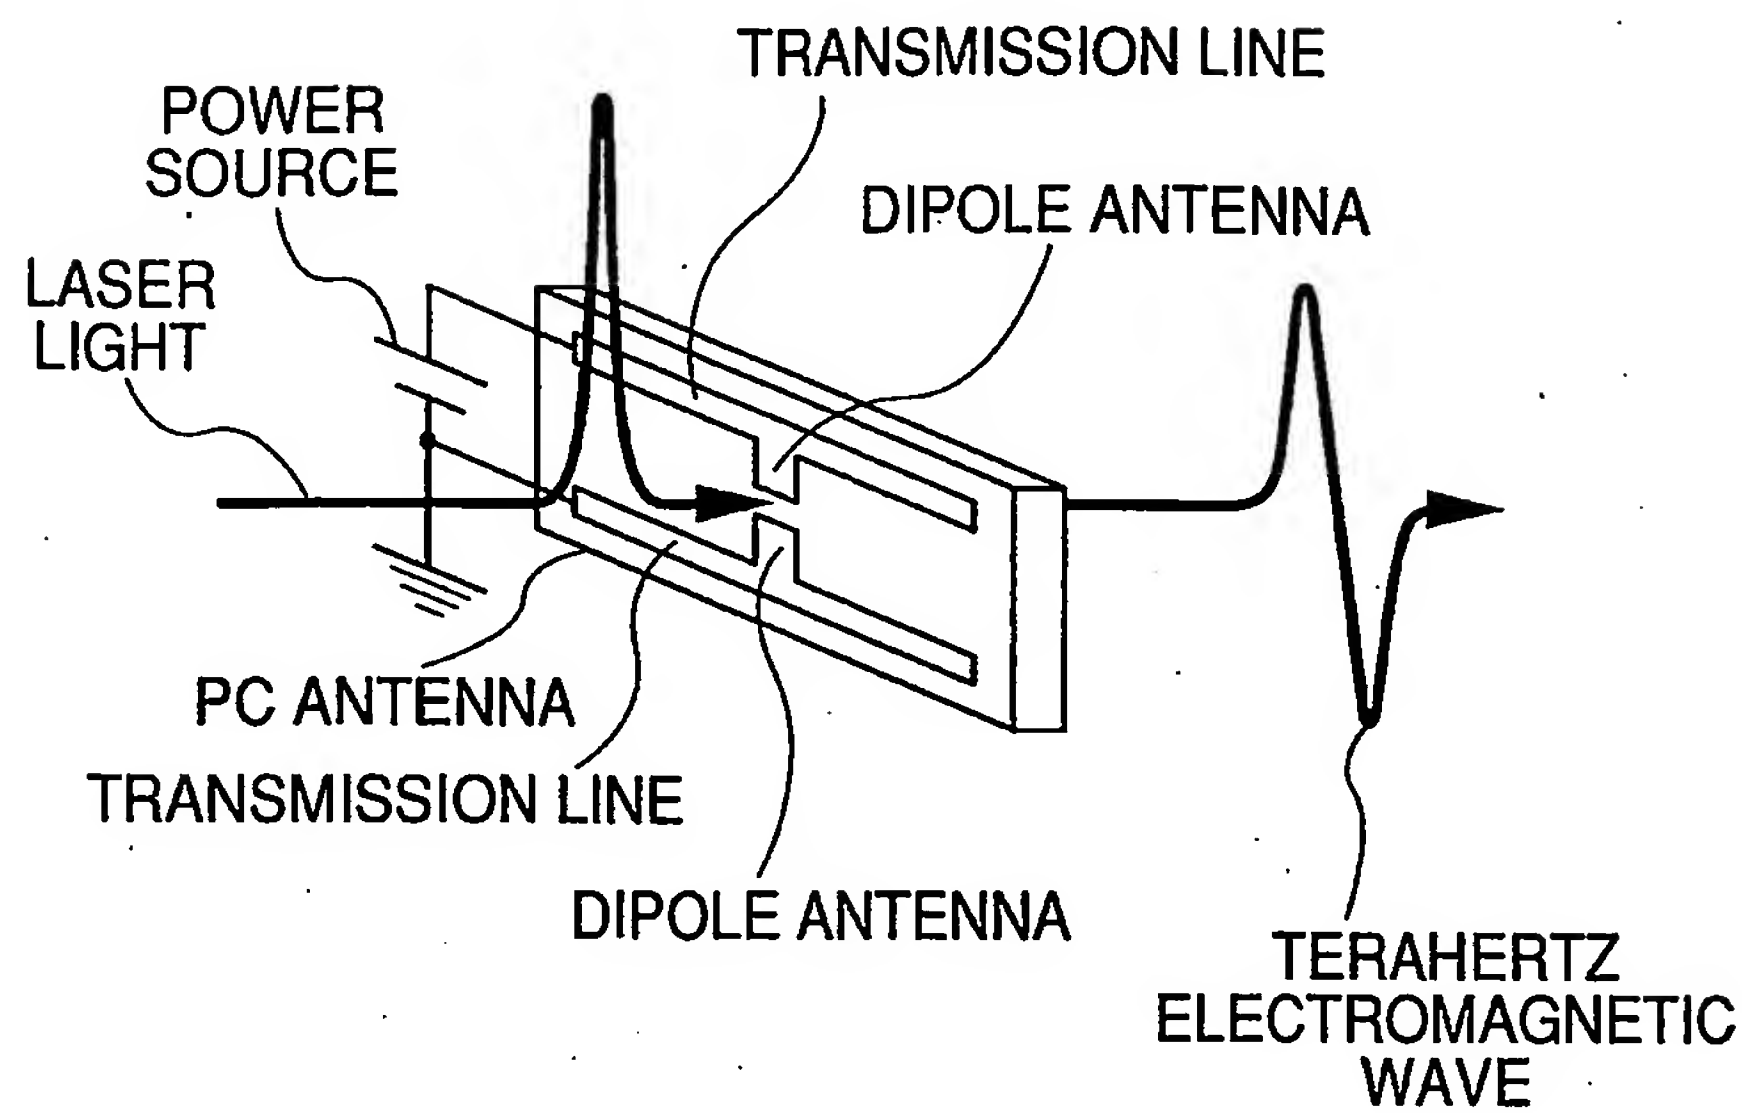 TRANSMISSION LINE
POWER
SOURCE
DIPOLE ANTENNA
LASER
LIGHT
PC ANTENNA
TRANSMISSION LINE
DIPOLE ANTENNA
TERAHERTZ
ELECTROMAGNETIC
WAVE